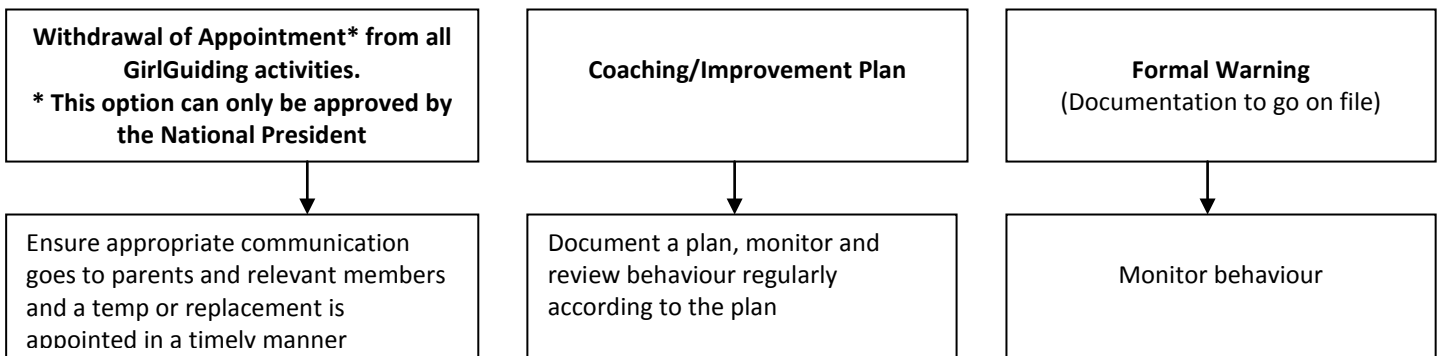 Withdrawal of Appointment* from all
GirlGuiding activities.
* This option can only be approved by
the National President
Coaching/Improvement Plan
Formal Warning
(Documentation to go on file)
Ensure appropriate communication
goes to parents and relevant members
and a temp or replacement is
appointed in a timely manner
Document a plan, monitor and
review behaviour regularly
according to the plan
Monitor behaviour